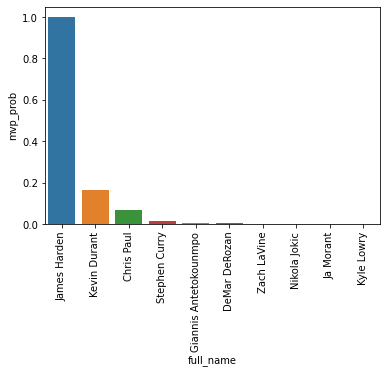 1.0
0.8
0.6
0.4
0.2
0.0
mvp_prob
James Harden
Kevin Durant
Chris Paul
Stephen Curry
Giannis Antetokounmpo
DeMar DeRozan
Zach LaVine
Nikola Jokic
Ja Morant
Kyle Lowry
full_name